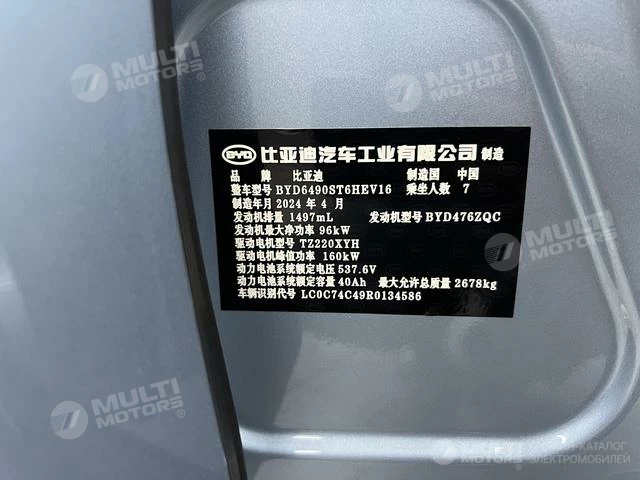 MULTI
MOTORS®
MULTI
MOTORS®
BYD 比亚迪汽车工业有限公司 制造
品 牌 比亚迪 制造国 中国
整车型号 BYD6490ST6HEV16 乘坐人数 7
制造年月 2024 年 4 月
发动机排量 1497mL 发动机型号 BYD476ZQC
发动机最大净功率 96kW
驱动电机型号 TZ220XYH
驱动电机峰值功率 160kW
动力电池系统额定电压 537.6V
动力电池系统额定容量 40Ah 最大允许总质量 2678kg
车辆识别代号 LC0C74C49R0134586
MULTI
MOTORS®
MULTI
MOTORS
КАТАЛОГ
ЭЛЕКТРОМОБИЛЕЙ